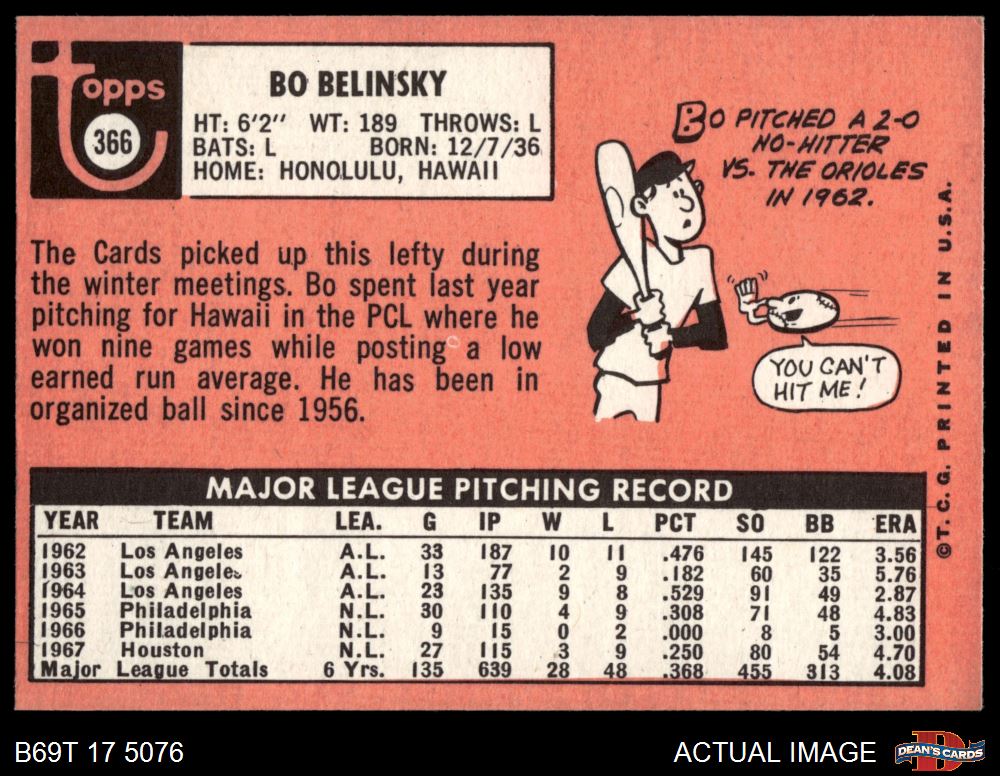 Topps
366
BO BELINSKY
HT: 6'2" WT: 189 THROWS: L
BATS: L BORN: 12/7/36
HOME: HONOLULU, HAWAII
BO PITCHED A 2-0
NO-HITTER
VS. THE ORIOLES
IN 1962.
The Cards picked up this lefty during
the winter meetings. Bo spent last year
pitching for Hawaii in the PCL where he
won nine games while posting a low
earned run average. He has been in
organized ball since 1956.
YOU CAN'T
HIT ME!
MAJOR LEAGUE PITCHING RECORD
YEAR TEAM LEA. G IP W L PCT SO BB ERA
1962 Los Angeles A.L. 33 187 10 11 .476 145 122 3.56
1963 Los Angeles A.L. 13 77 2 9 .182 60 35 5.76
1964 Los Angeles A.L. 23 135 9 8 .529 91 49 2.87
1965 Philadelphia N.L. 30 110 4 9 .308 71 48 4.83
1966 Philadelphia N.L. 9 15 0 2 .000 8 5 3.00
1967 Houston N.L. 27 115 3 9 .250 80 54 4.70
Major League Totals 6 Yrs. 135 639 28 48 .368 455 313 4.08
©T.C.G. PRINTED IN U.S.A.
B69T 17 5076
ACTUAL IMAGE
D
DEAN'S CARDS